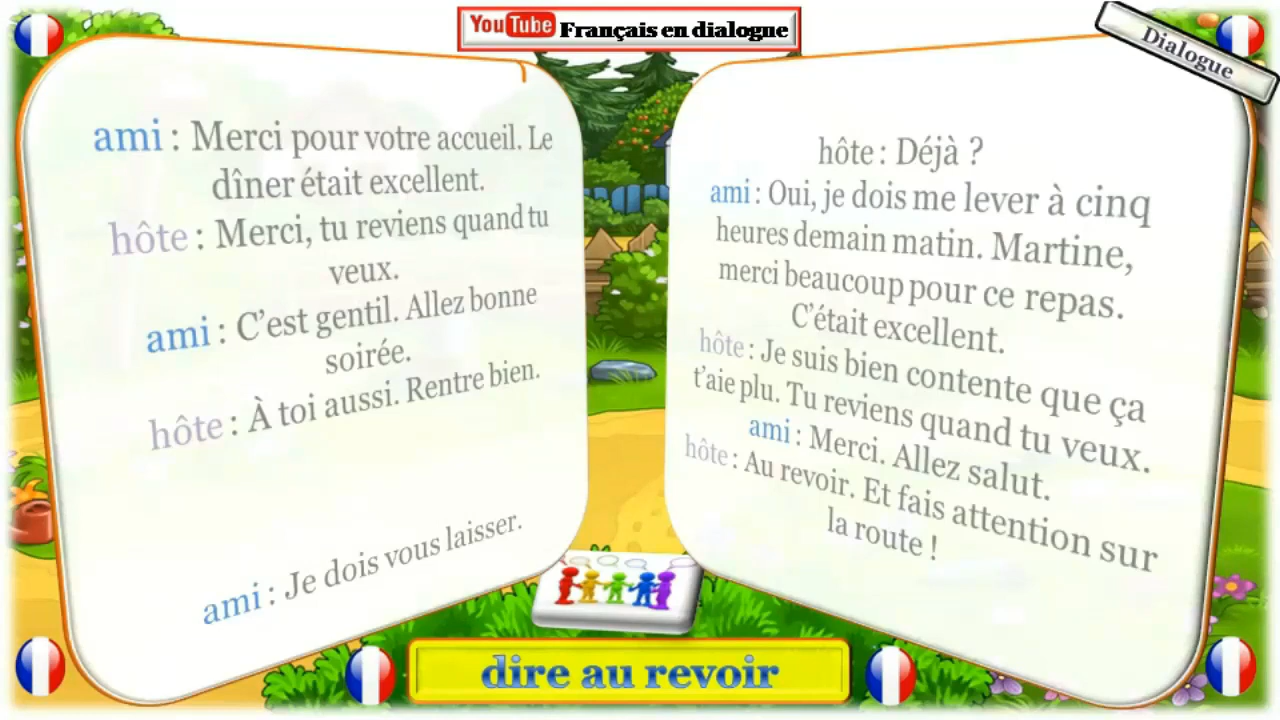 YouTube Français en dialogue
Dialogue
ami : Merci pour votre accueil. Le
dîner était excellent.
hôte : Merci, tu reviens quand tu
veux.
ami : C’est gentil. Allez bonne
soirée.
hôte : À toi aussi. Rentre bien.
ami : Je dois vous laisser.
hôte : Déjà ?
ami : Oui, je dois me lever à cinq
heures demain matin. Martine,
merci beaucoup pour ce repas.
C’était excellent.
hôte : Je suis bien contente que ça
t’aie plu. Tu reviens quand tu veux.
ami : Merci. Allez salut.
hôte : Au revoir. Et fais attention sur
la route !
dire au revoir